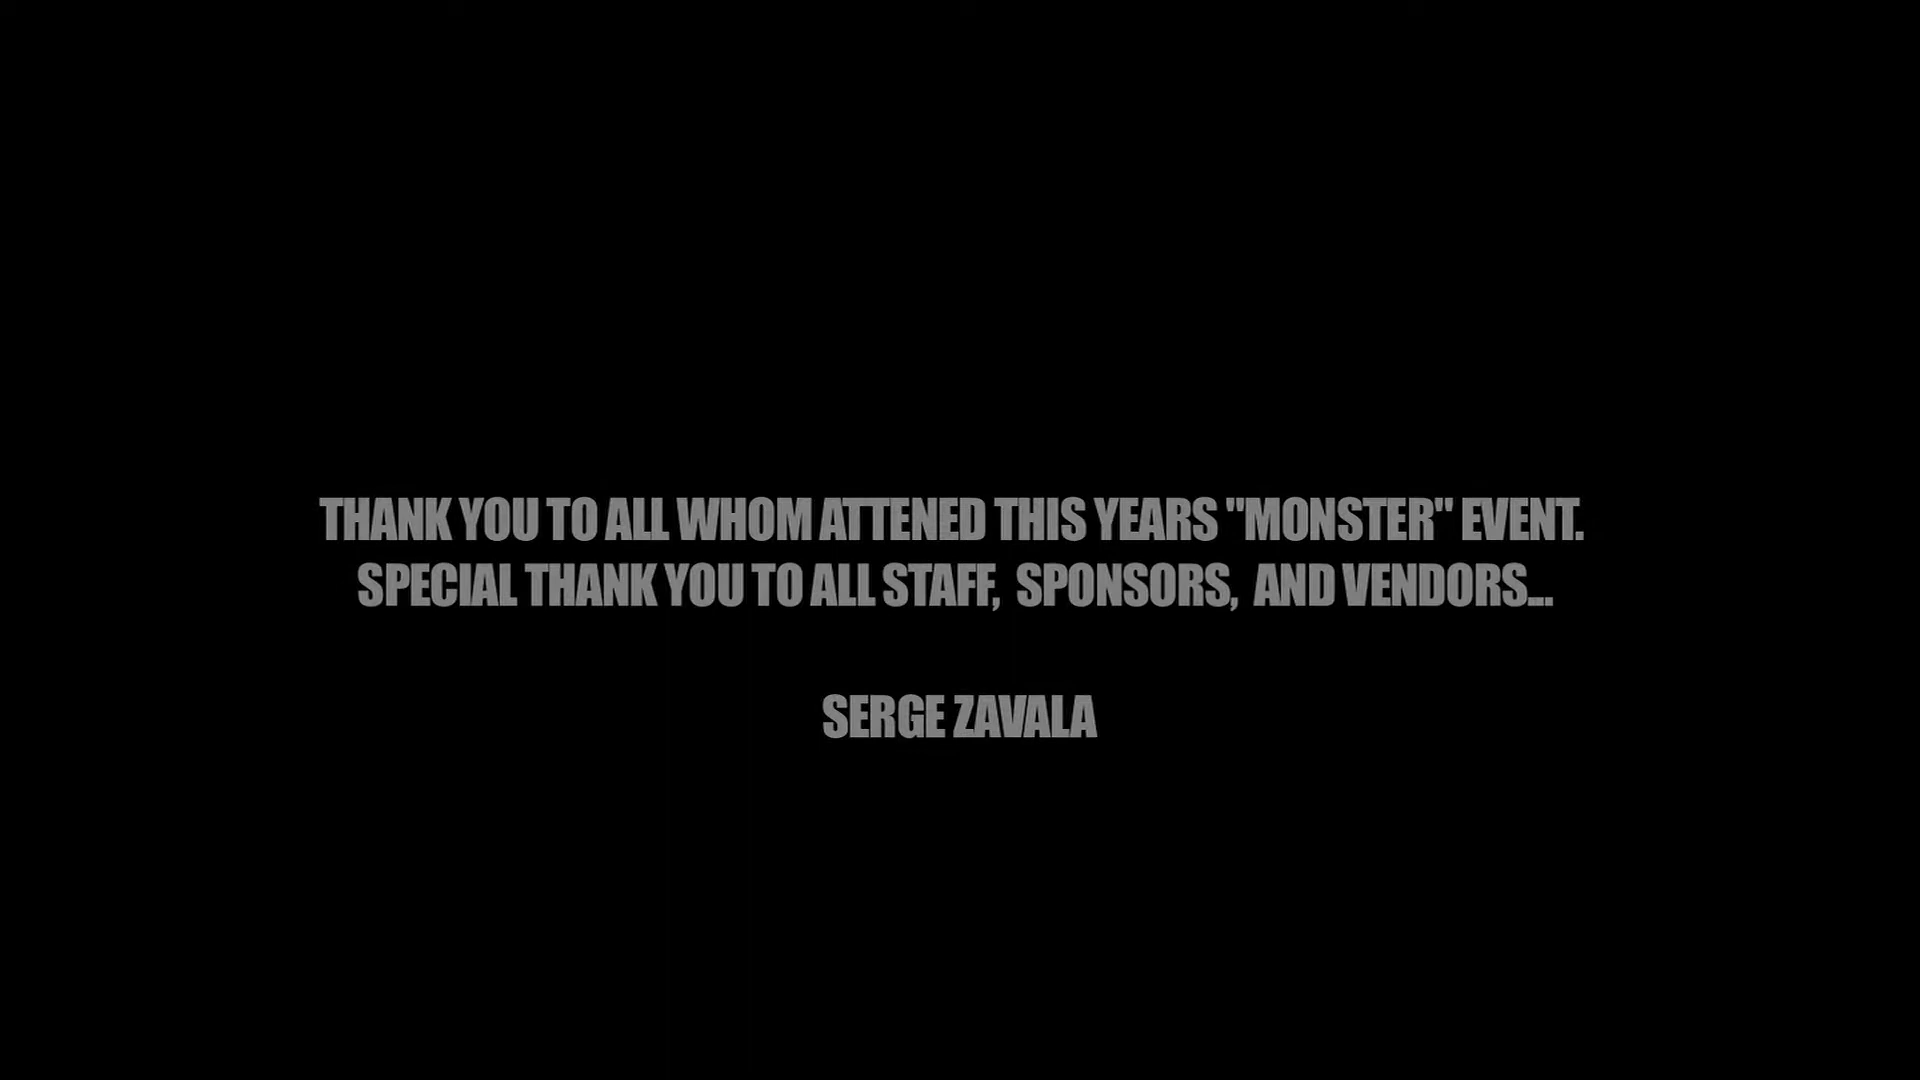 THANK YOU TO ALL WHOM ATTENED THIS YEARS "MONSTER" EVENT.
SPECIAL THANK YOU TO ALL STAFF, SPONSORS, AND VENDORS...
SERGE ZAVALA